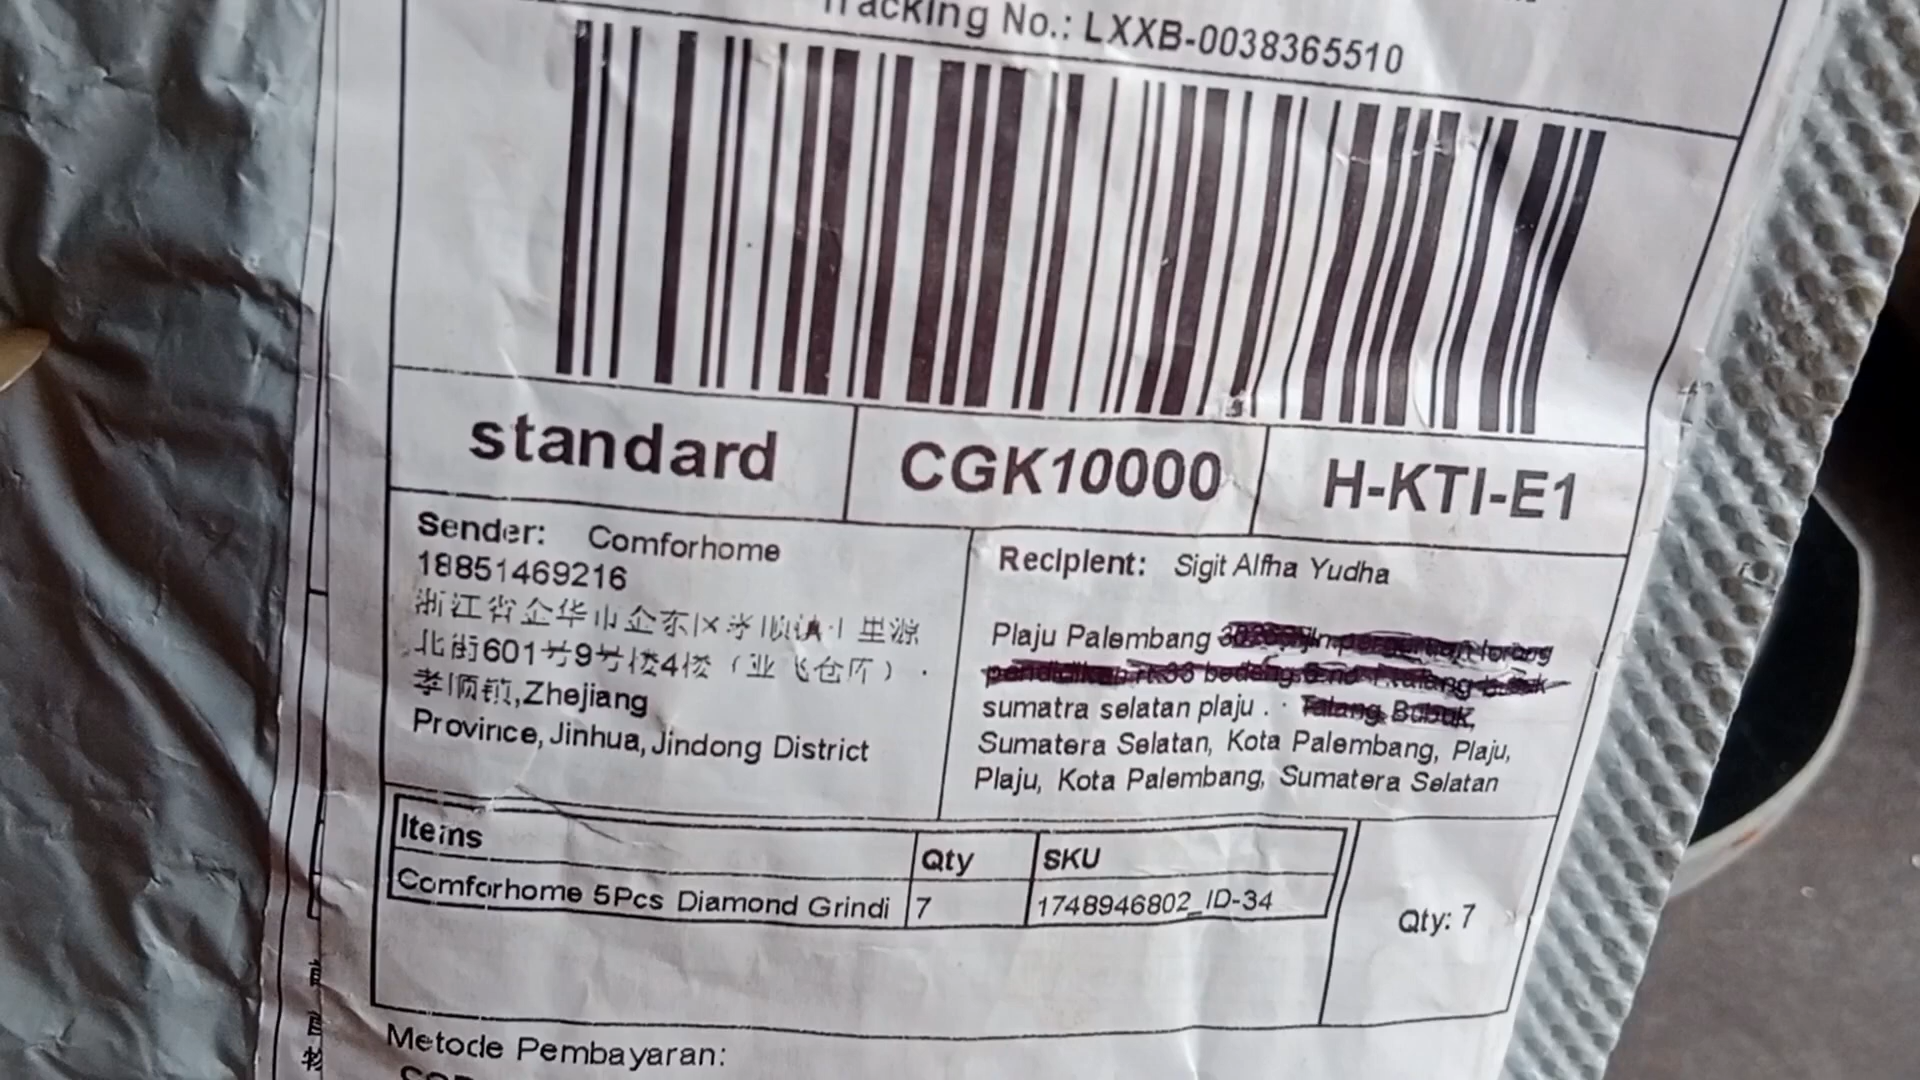 Tracking No.: LXXB-0038365510
standard
CGK10000
H-KTI-E1
Sender: Comforhome
18851469216
浙江省金华市金东区孝顺镇 里源
北街601号9号楼4楼（业飞仓库）.
孝顺镇,Zhejiang
Province, Jinhua, Jindong District
Recipient: Sigit Alfha Yudha
Plaju Palembang
sumatra selatan plaju .
Sumatera Selatan, Kota Palembang, Plaju,
Plaju, Kota Palembang, Sumatera Selatan
Items Qty SKU
Comforhome 5Pcs Diamond Grindi 7 1748946802_ID-34
Qty: 7
Metode Pembayaran: